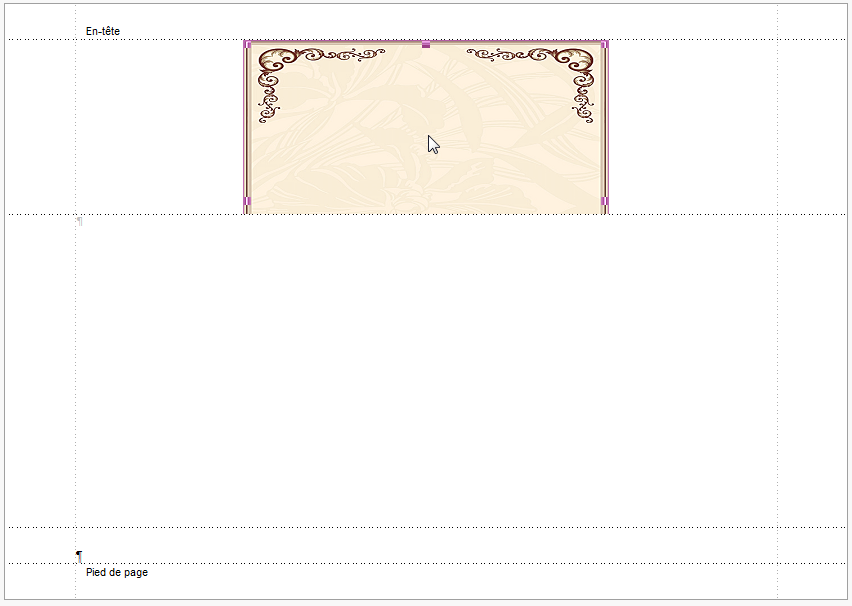 En-tête
¶
¶
Pied de page